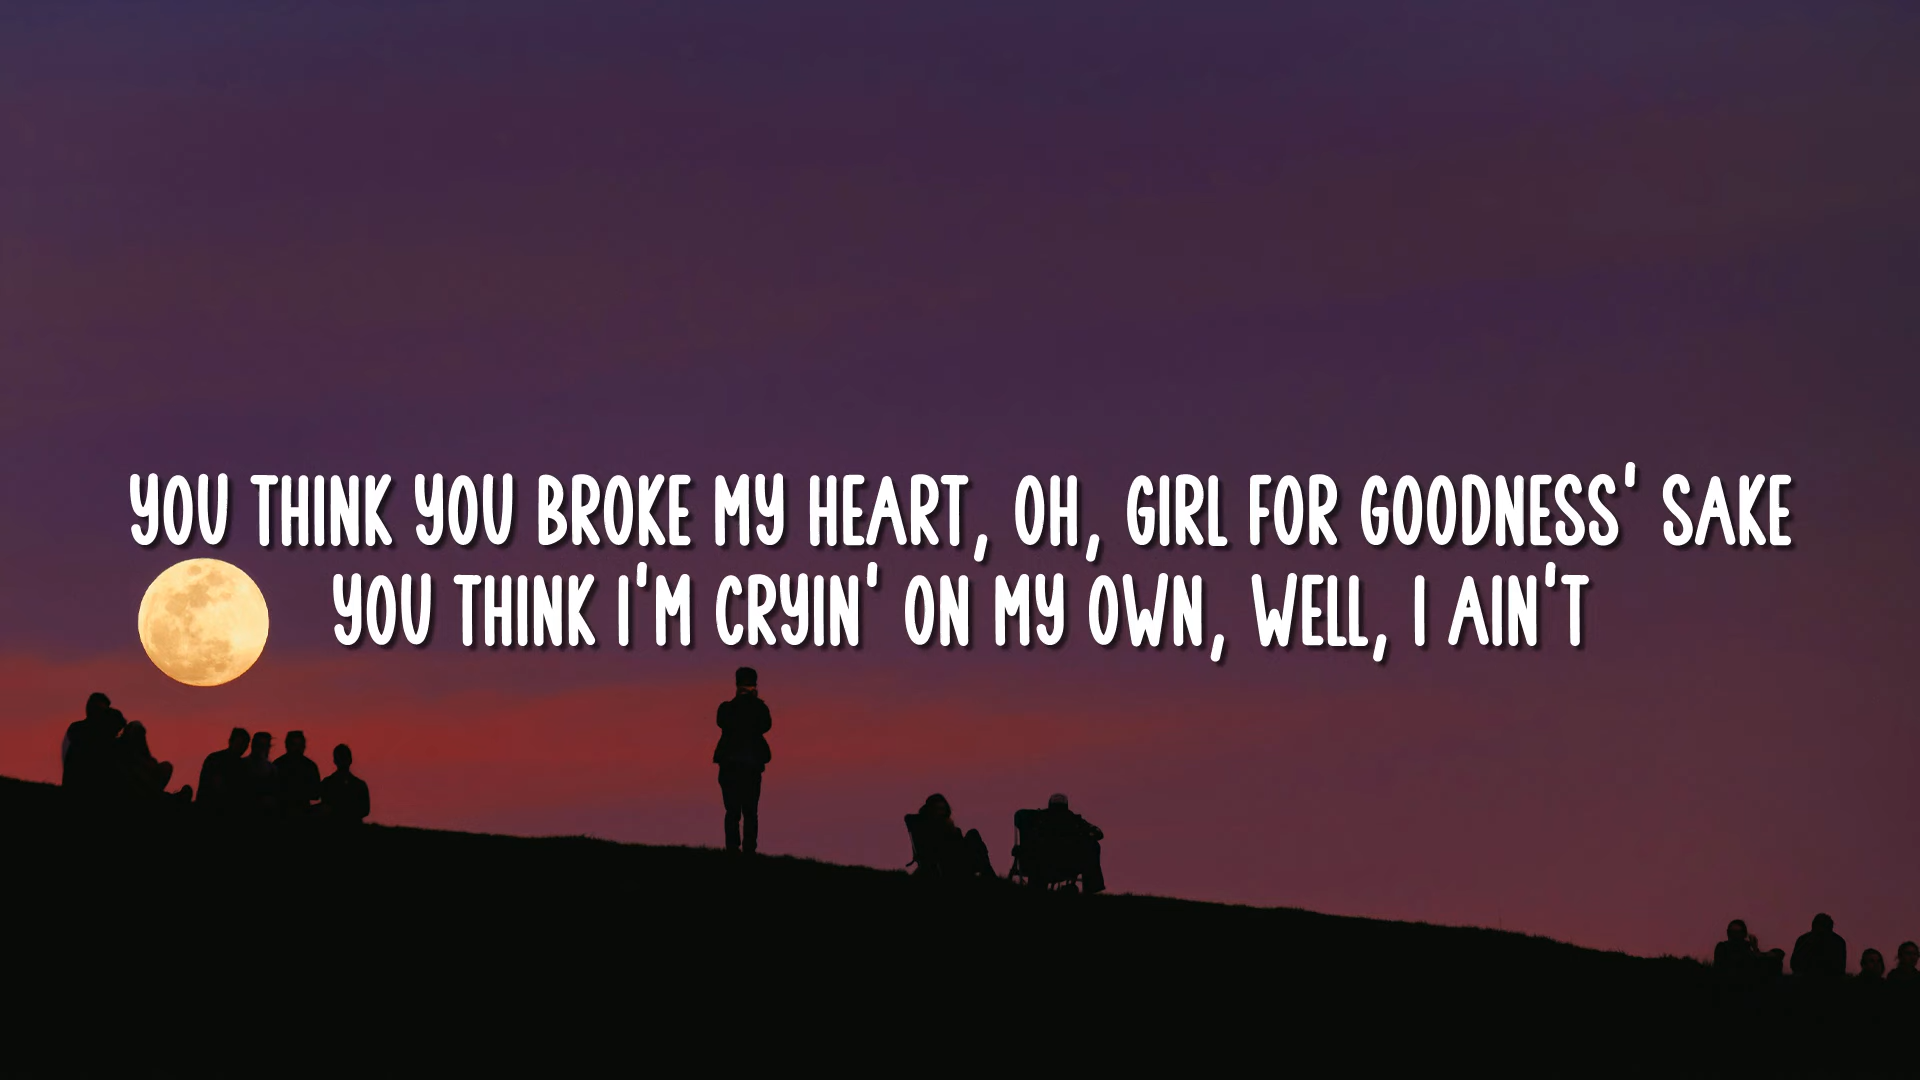 YOU THINK YOU BROKE MY HEART, OH, GIRL FOR GOODNESS' SAKE
YOU THINK I'M CRYIN' ON MY OWN, WELL, I AIN'T